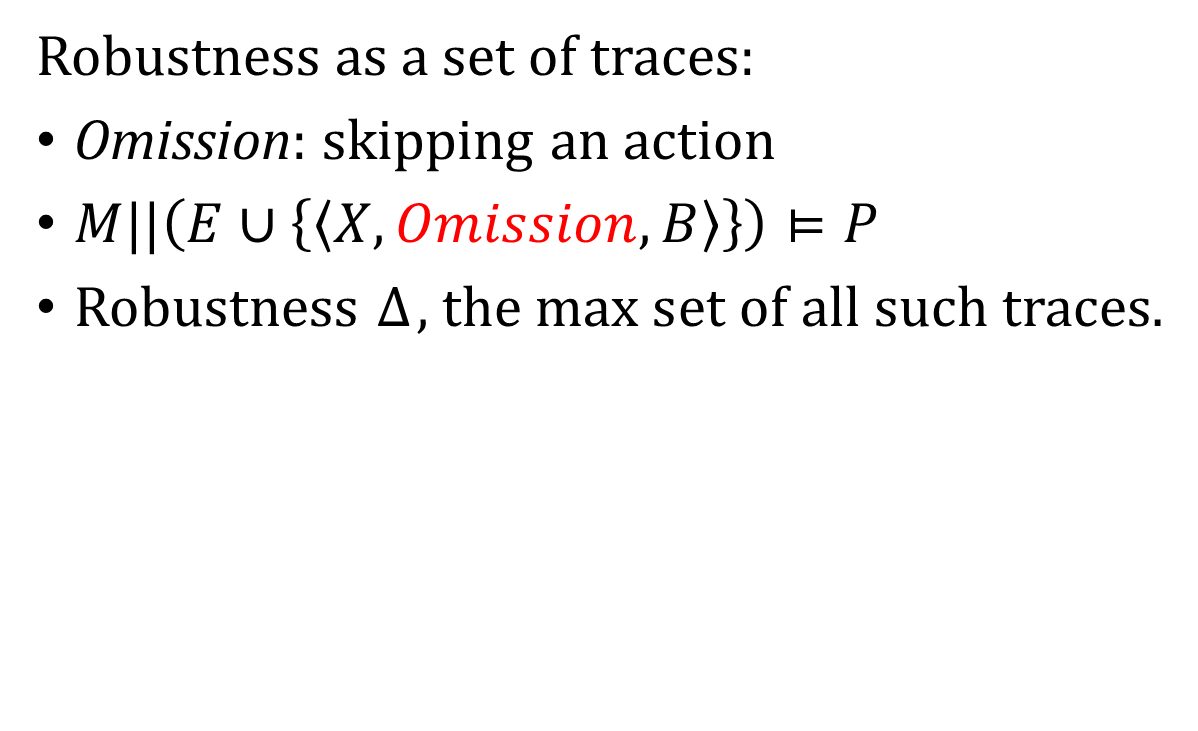 Robustness as a set of traces:
• Omission: skipping an action
• M||(E ∪ {⟨X, Omission, B⟩}) ⊨ P
• Robustness Δ, the max set of all such traces.